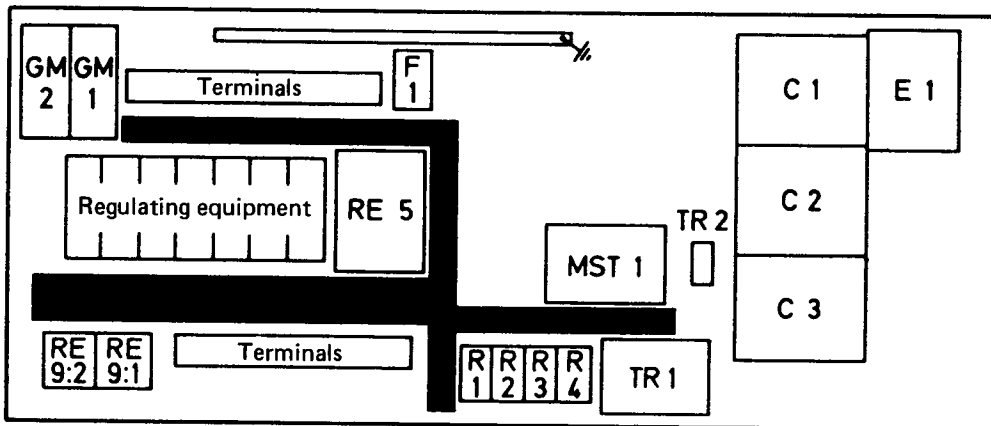 GM 2
GM 1
Terminals
F 1
C 1
E 1
Regulating equipment
RE 5
C 2
TR 2
MST 1
C 3
RE 9:2
RE 9:1
Terminals
R 1
R 2
R 3
R 4
TR 1